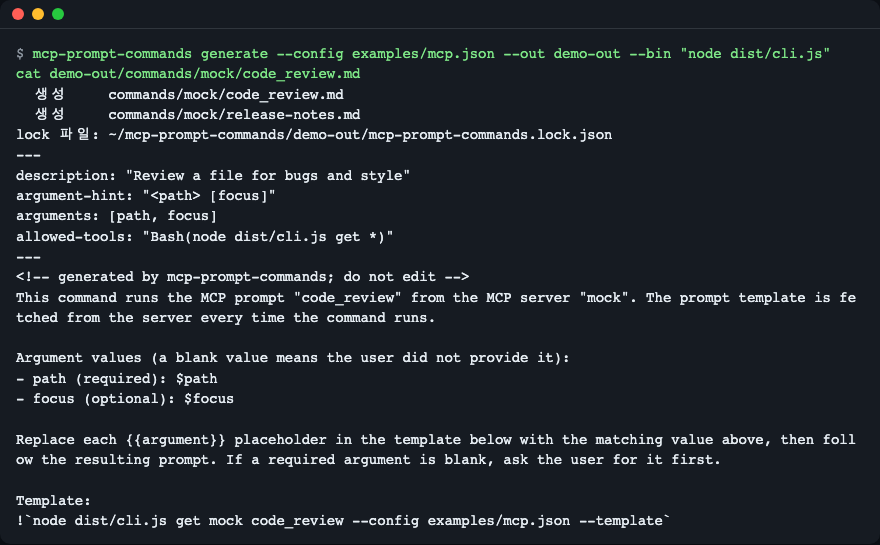 $ mcp-prompt-commands generate --config examples/mcp.json --out demo-out --bin "node dist/cli.js"
cat demo-out/commands/mock/code_review.md
생성     commands/mock/code_review.md
생성     commands/mock/release-notes.md
lock 파일: ~/mcp-prompt-commands/demo-out/mcp-prompt-commands.lock.json
---
description: "Review a file for bugs and style"
argument-hint: "<path> [focus]"
arguments: [path, focus]
allowed-tools: "Bash(node dist/cli.js get *)"
---
<!-- generated by mcp-prompt-commands; do not edit -->
This command runs the MCP prompt "code_review" from the MCP server "mock". The prompt template is fe
tched from the server every time the command runs.

Argument values (a blank value means the user did not provide it):
- path (required): $path
- focus (optional): $focus

Replace each {{argument}} placeholder in the template below with the matching value above, then foll
ow the resulting prompt. If a required argument is blank, ask the user for it first.

Template:
!`node dist/cli.js get mock code_review --config examples/mcp.json --template`